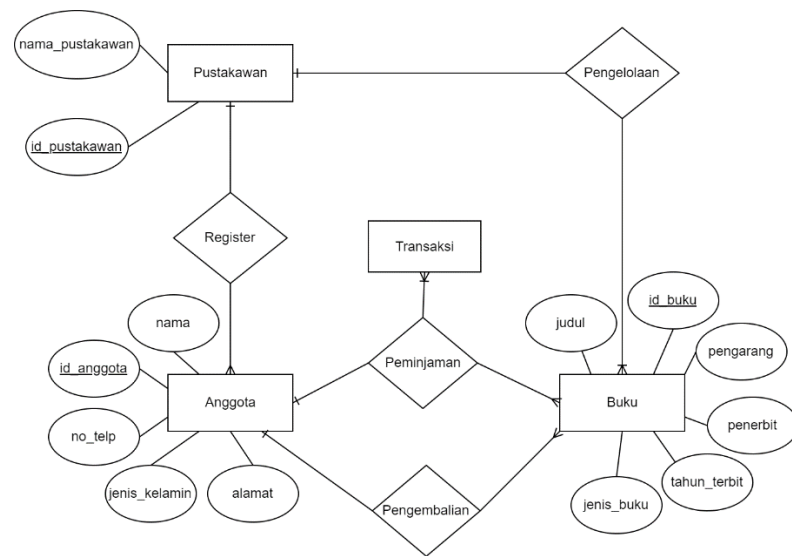 nama_pustakawan
Pustakawan
Pengelolaan
id_pustakawan
Register
Transaksi
nama
judul
id_buku
id_anggota
Anggota
Peminjaman
Buku
pengarang
no_telp
penerbit
jenis_kelamin
alamat
Pengembalian
jenis_buku
tahun_terbit